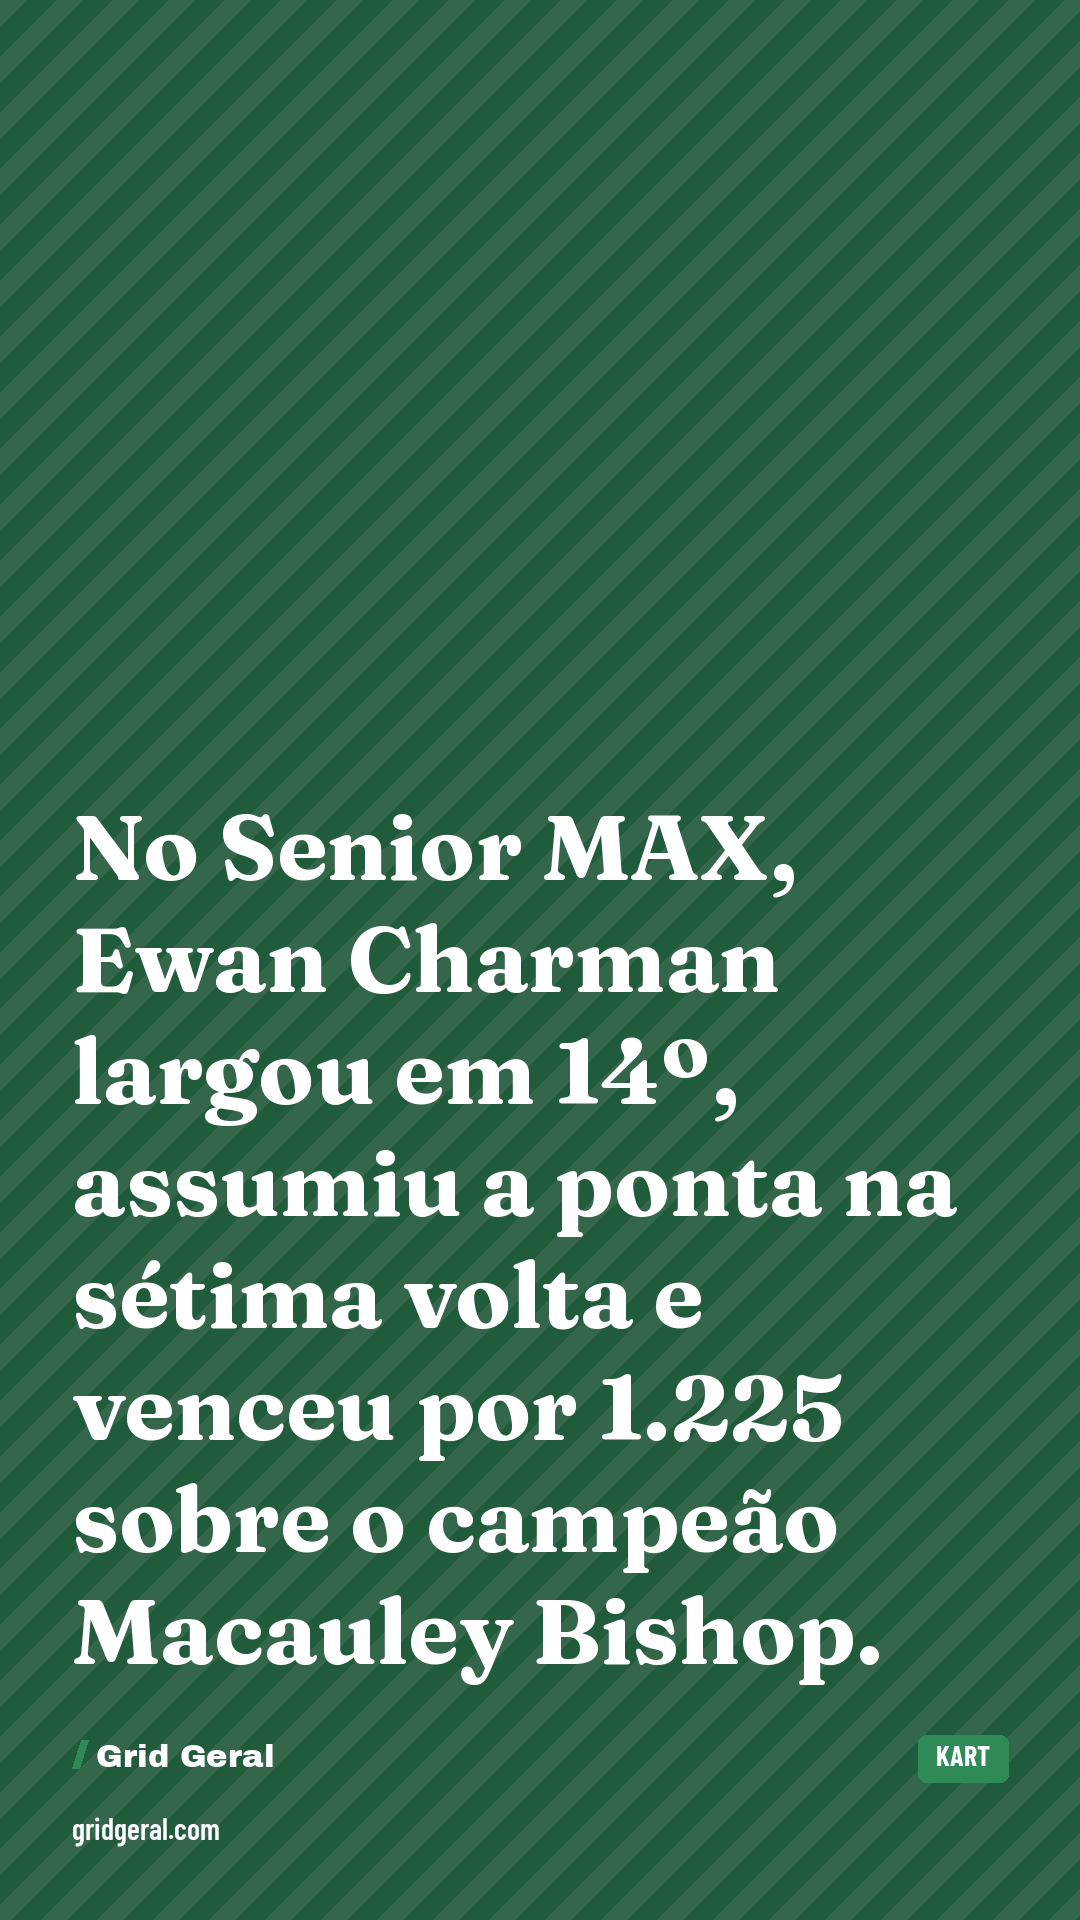 No Senior MAX,
Ewan Charman
largou em 14º,
assumiu a ponta na
sétima volta e
venceu por 1.225
sobre o campeão
Macauley Bishop.
/ Grid Geral
KART
gridgeral.com